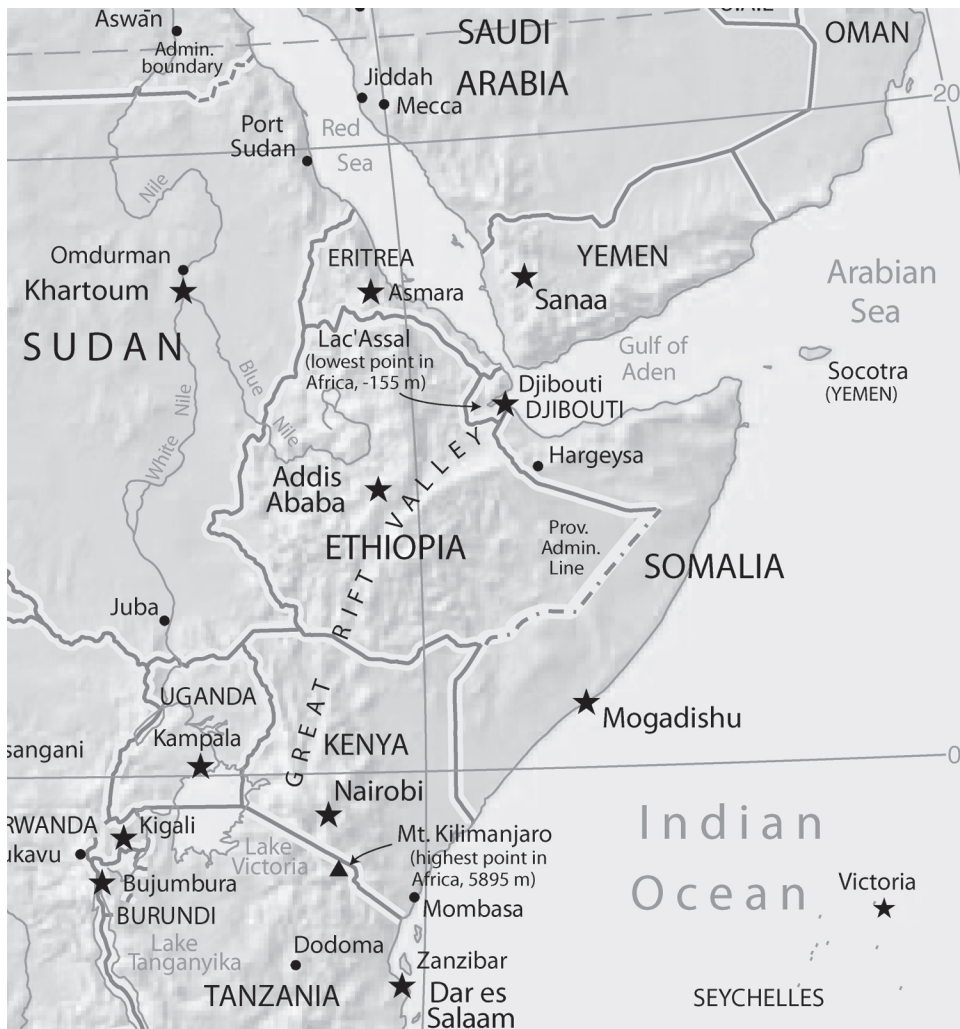 Aswān
Admin.
boundary
SAUDI
ARABIA
OMAN
Jiddah
Mecca
20
Port
Sudan
Red
Sea
Nile
Omdurman
Khartoum
SUDAN
ERITREA
Asmara
YEMEN
Sanaa
Arabian
Sea
Lac'Assal
(lowest point in
Africa, -155 m)
Gulf of
Aden
Socotra
(YEMEN)
Djibouti
DJIBOUTI
Blue
Nile
White
Nile
Hargeysa
Addis
Ababa
ETHIOPIA
GREAT
RIFT
VALLEY
Prov.
Admin.
Line
SOMALIA
Juba
UGANDA
Kampala
sangani
KENYA
Nairobi
Mogadishu
0
RWANDA
Kigali
ukavu
Bujumbura
BURUNDI
Lake
Victoria
Mt. Kilimanjaro
(highest point in
Africa, 5895 m)
Mombasa
Indian
Ocean
Victoria
Lake
Tanganyika
Dodoma
TANZANIA
Zanzibar
Dar es
Salaam
SEYCHELLES